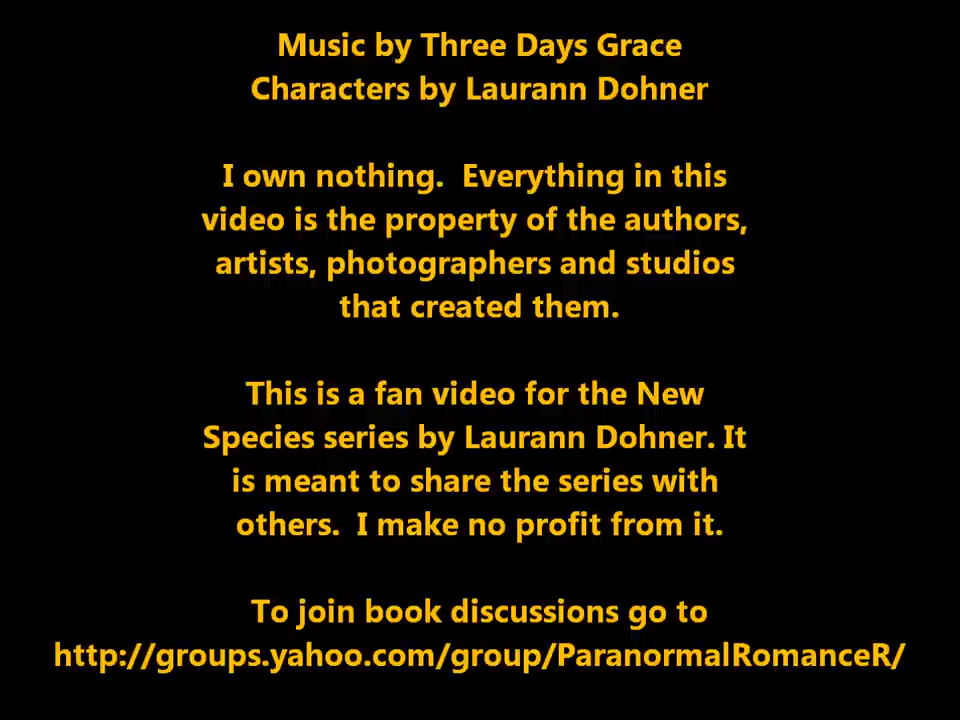 Music by Three Days Grace
Characters by Laurann Dohner
I own nothing.  Everything in this
video is the property of the authors,
artists, photographers and studios
that created them.
This is a fan video for the New
Species series by Laurann Dohner. It
is meant to share the series with
others.  I make no profit from it.
To join book discussions go to
http://groups.yahoo.com/group/ParanormalRomanceR/